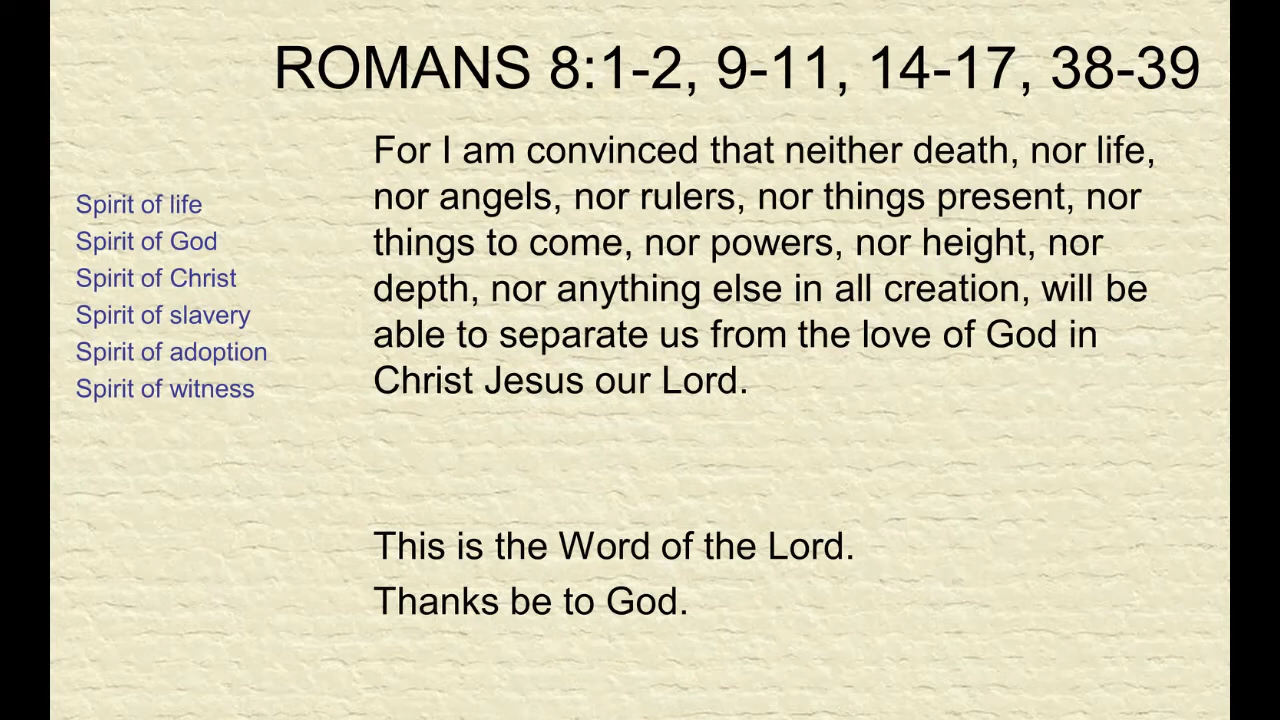 ROMANS 8:1-2, 9-11, 14-17, 38-39
Spirit of life
Spirit of God
Spirit of Christ
Spirit of slavery
Spirit of adoption
Spirit of witness
For I am convinced that neither death, nor life,
nor angels, nor rulers, nor things present, nor
things to come, nor powers, nor height, nor
depth, nor anything else in all creation, will be
able to separate us from the love of God in
Christ Jesus our Lord.
This is the Word of the Lord.
Thanks be to God.